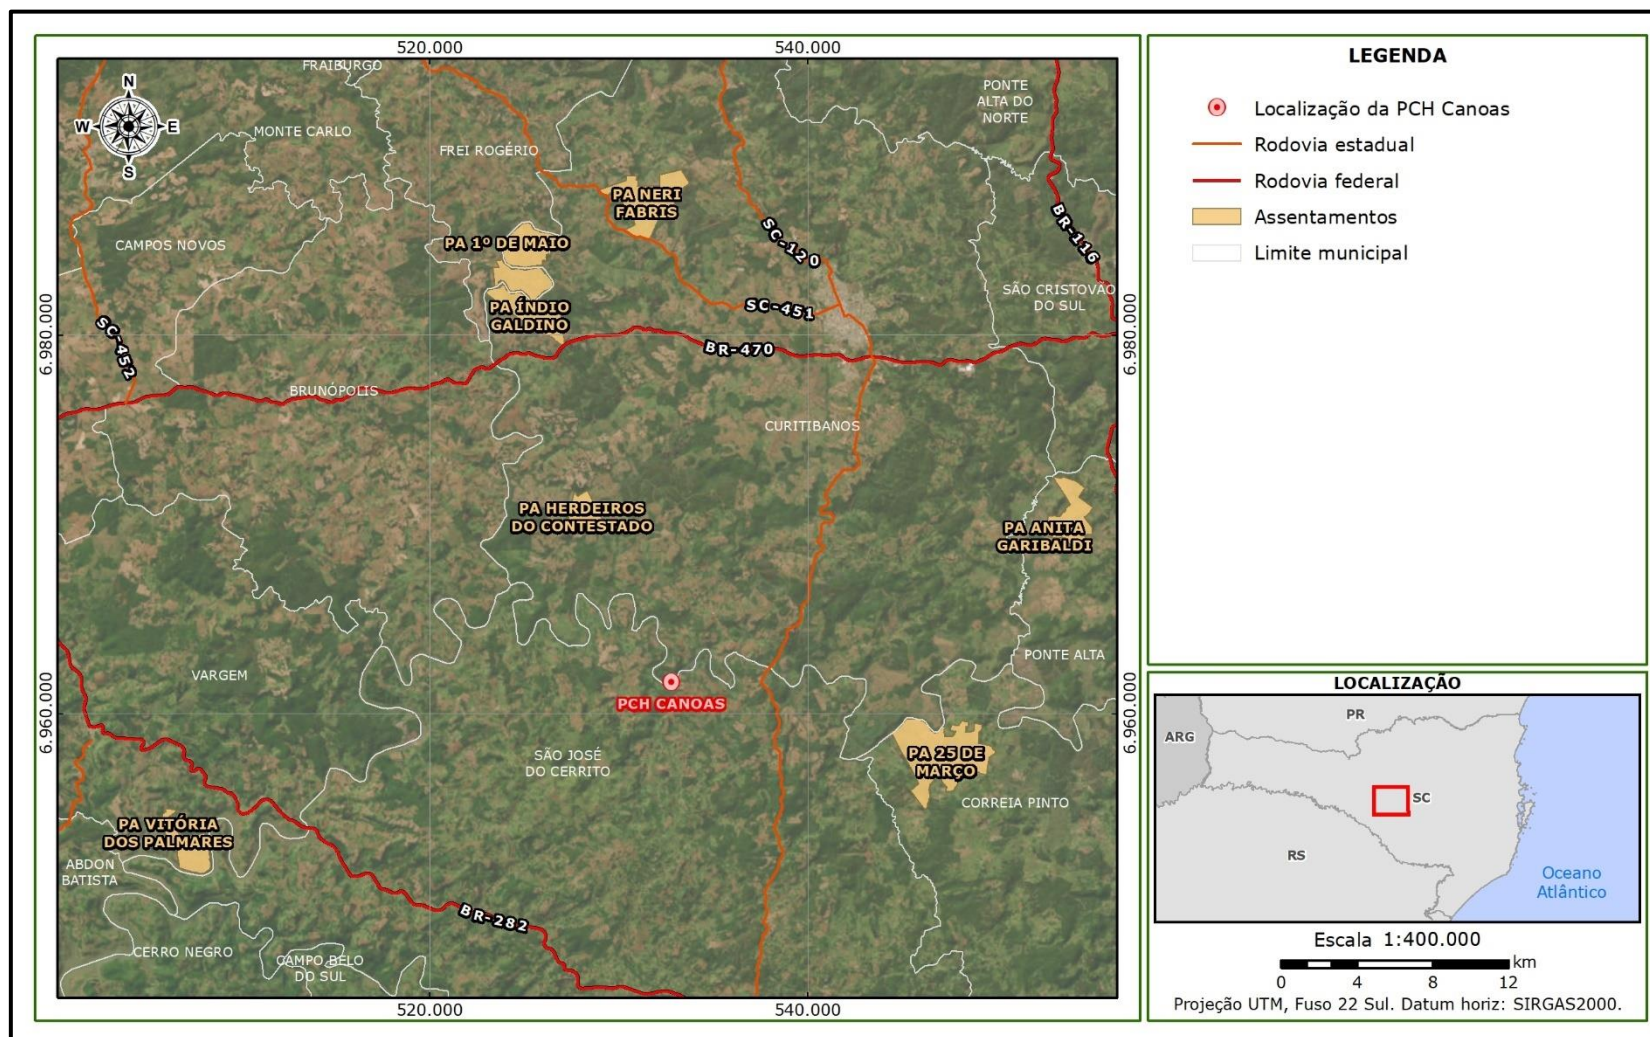 520.000
540.000
6.980.000
6.960.000
6.980.000
6.960.000
520.000
540.000
N
W
E
S
FRAIBURGO
MONTE CARLO
FREI ROGÉRIO
PONTE
ALTA DO
NORTE
PA NERI
FABRIS
CAMPOS NOVOS
PA 1º DE MAIO
SC-120
BR-116
SÃO CRISTOVÃO
DO SUL
PA ÍNDIO
GALDINO
SC-451
SC-452
BR-470
BRUNÓPOLIS
CURITIBANOS
PA HERDEIROS
DO CONTESTADO
PA ANITA
GARIBALDI
PONTE ALTA
VARGEM
PCH CANOAS
SÃO JOSÉ
DO CERRITO
PA 25 DE
MARÇO
CORREIA PINTO
PA VITÓRIA
DOS PALMARES
ABDON
BATISTA
BR-282
CERRO NEGRO
CAMPO BELO
DO SUL
LEGENDA
Localização da PCH Canoas
Rodovia estadual
Rodovia federal
Assentamentos
Limite municipal
LOCALIZAÇÃO
PR
ARG
SC
RS
Oceano
Atlântico
Escala 1:400.000
km
0 4 8 12
Projeção UTM, Fuso 22 Sul. Datum horiz: SIRGAS2000.